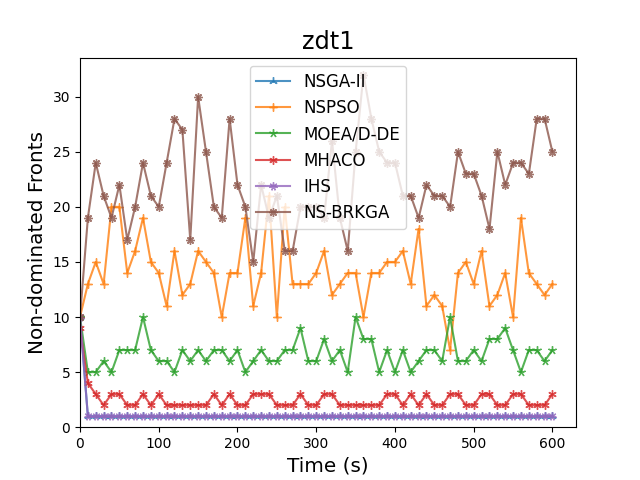 zdt1
Non-dominated Fronts
30
25
20
15
10
5
0
NSGA-II
NSPSO
MOEA/D-DE
MHACO
IHS
NS-BRKGA
0 100 200 300 400 500 600
Time (s)